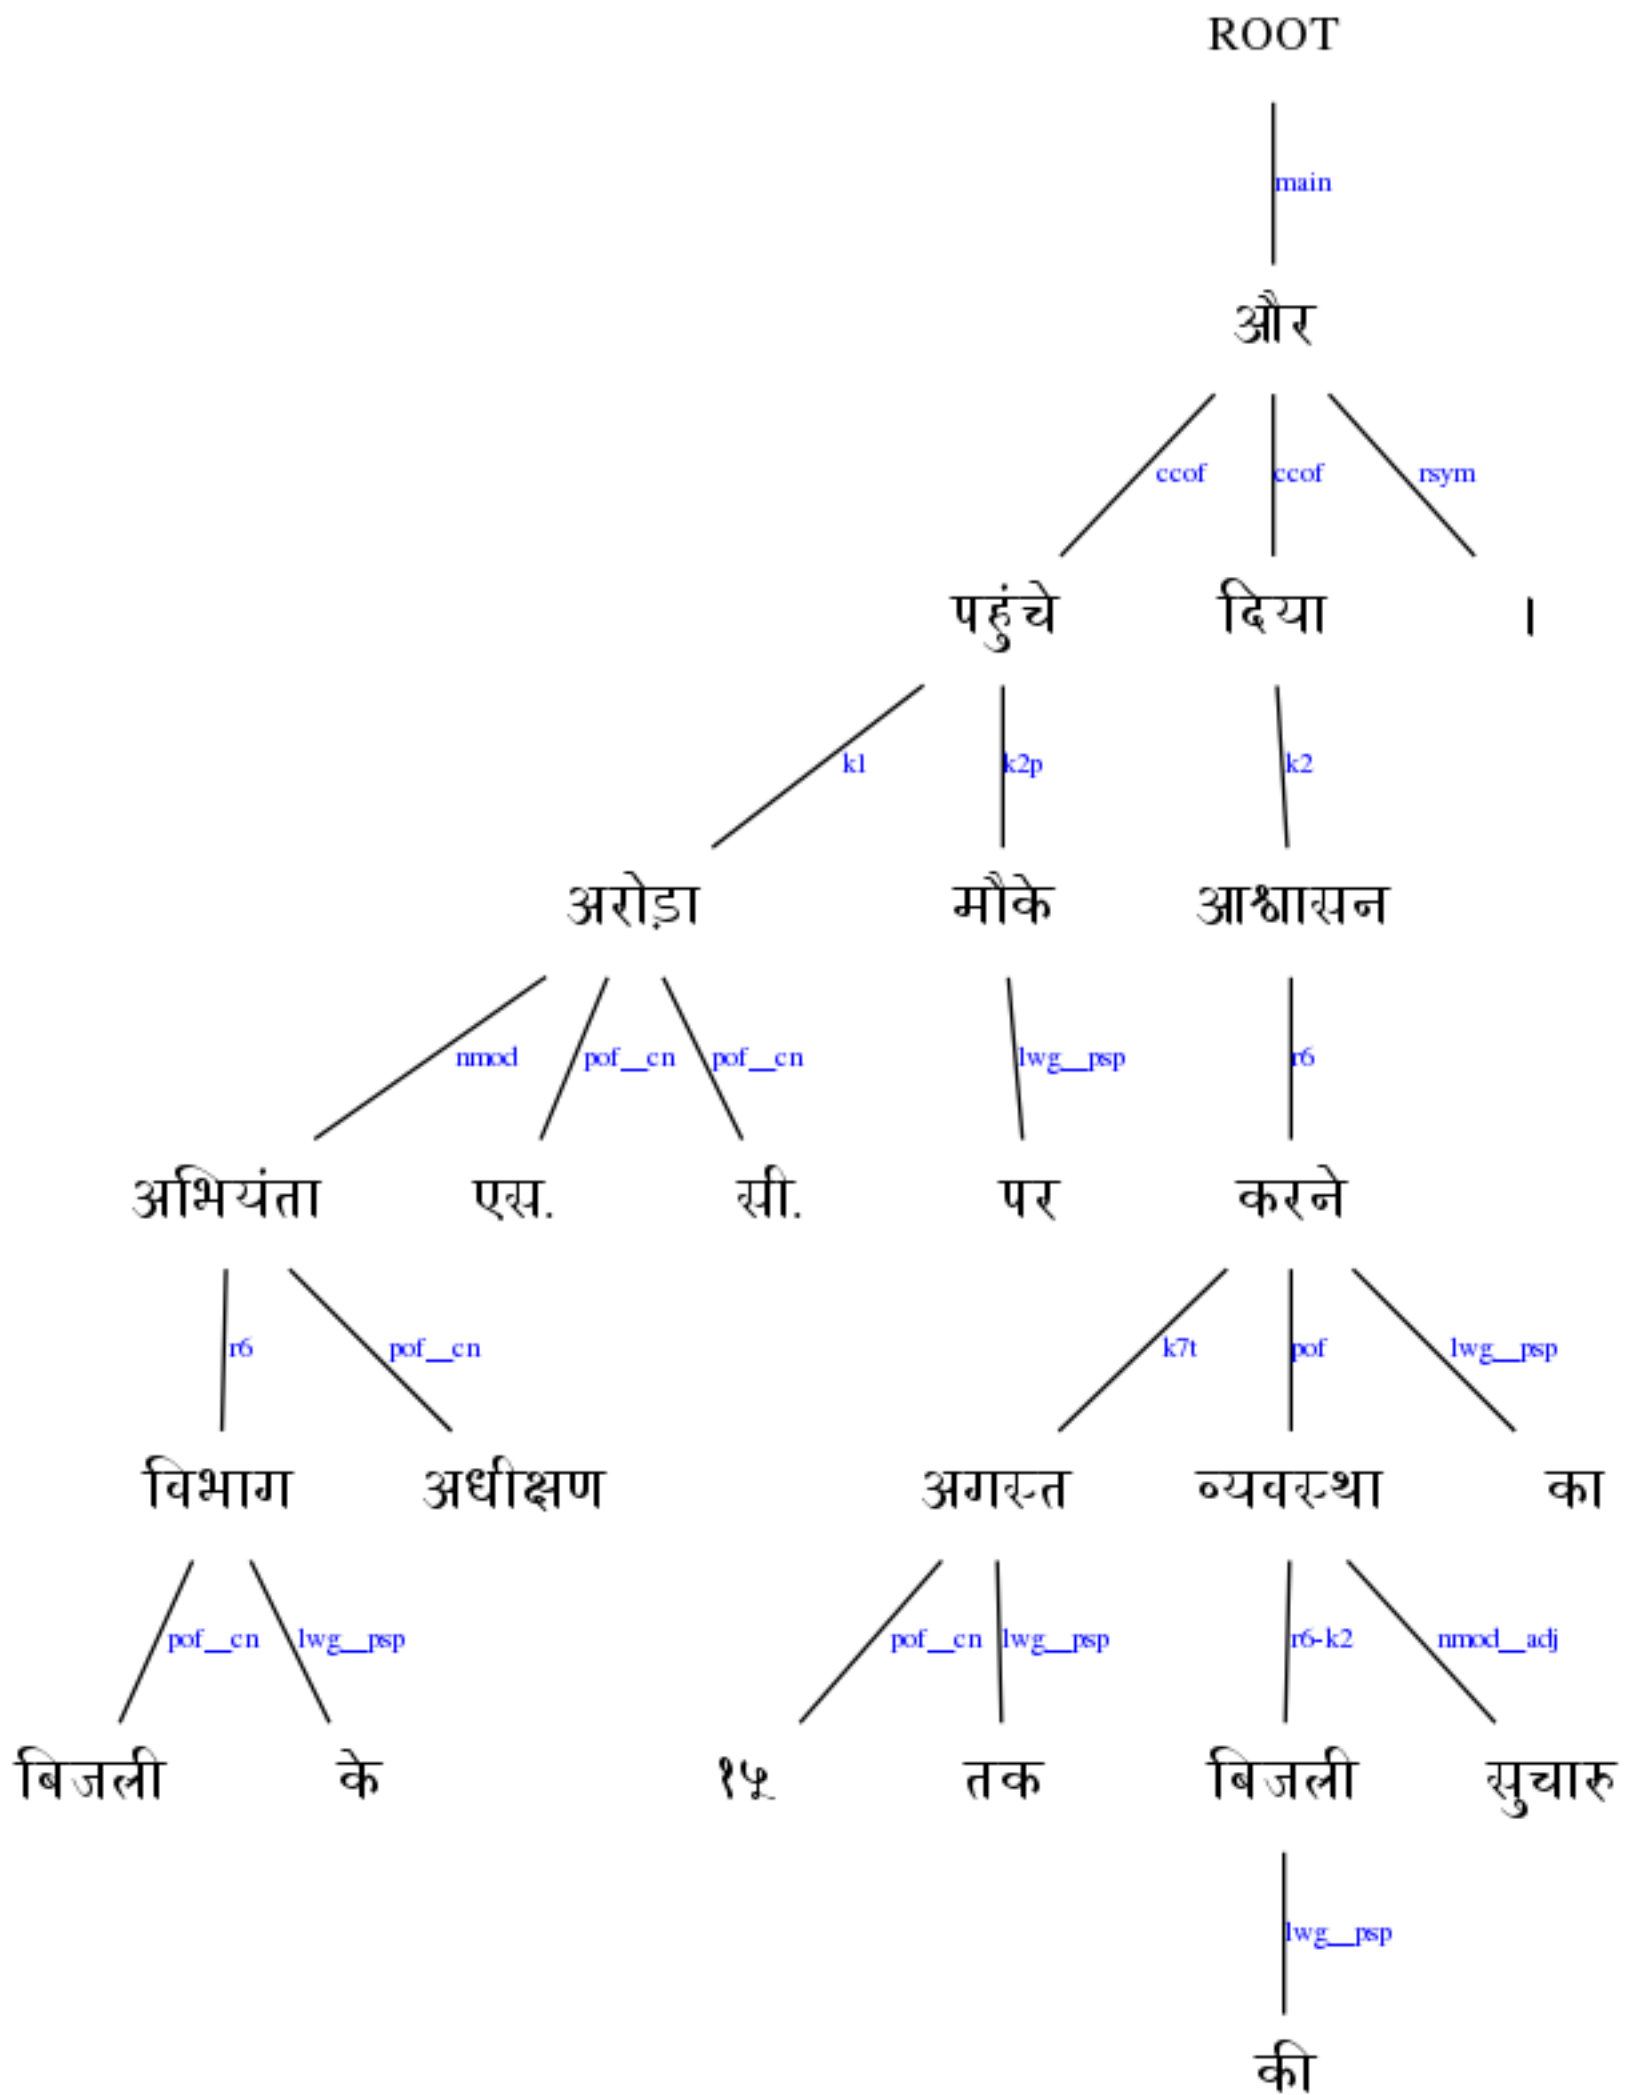 ROOT
main
और
ccof ccof rsym
पहुंचे दिया ।
k1 k2p k2
अरोड़ा मौके आश्वासन
nmod pof__cn pof__cn lwg__psp r6
अभियंता एस. सी. पर करने
r6 pof__cn k7t pof lwg__psp
विभाग अधीक्षण अगस्त व्यवस्था का
pof__cn lwg__psp pof__cn lwg__psp r6-k2 nmod__adj
बिजली के १५ तक बिजली सुचारू
lwg__psp
की